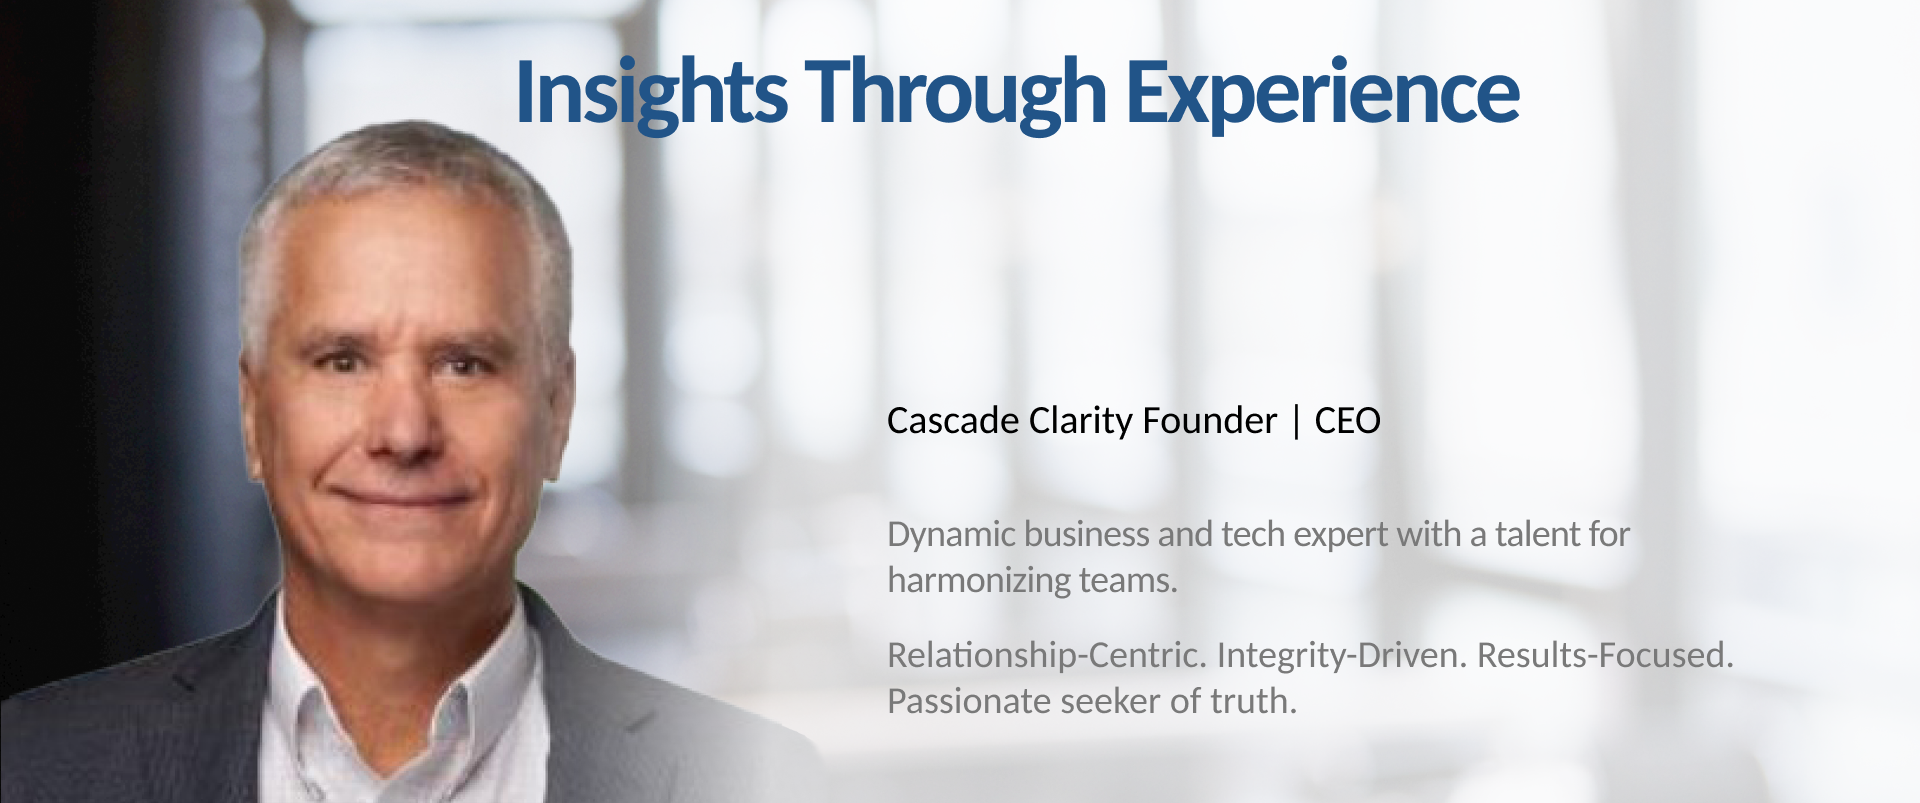 Insights Through Experience
Cascade Clarity Founder | CEO
Dynamic business and tech expert with a talent for
harmonizing teams.
Relationship-Centric. Integrity-Driven. Results-Focused.
Passionate seeker of truth.